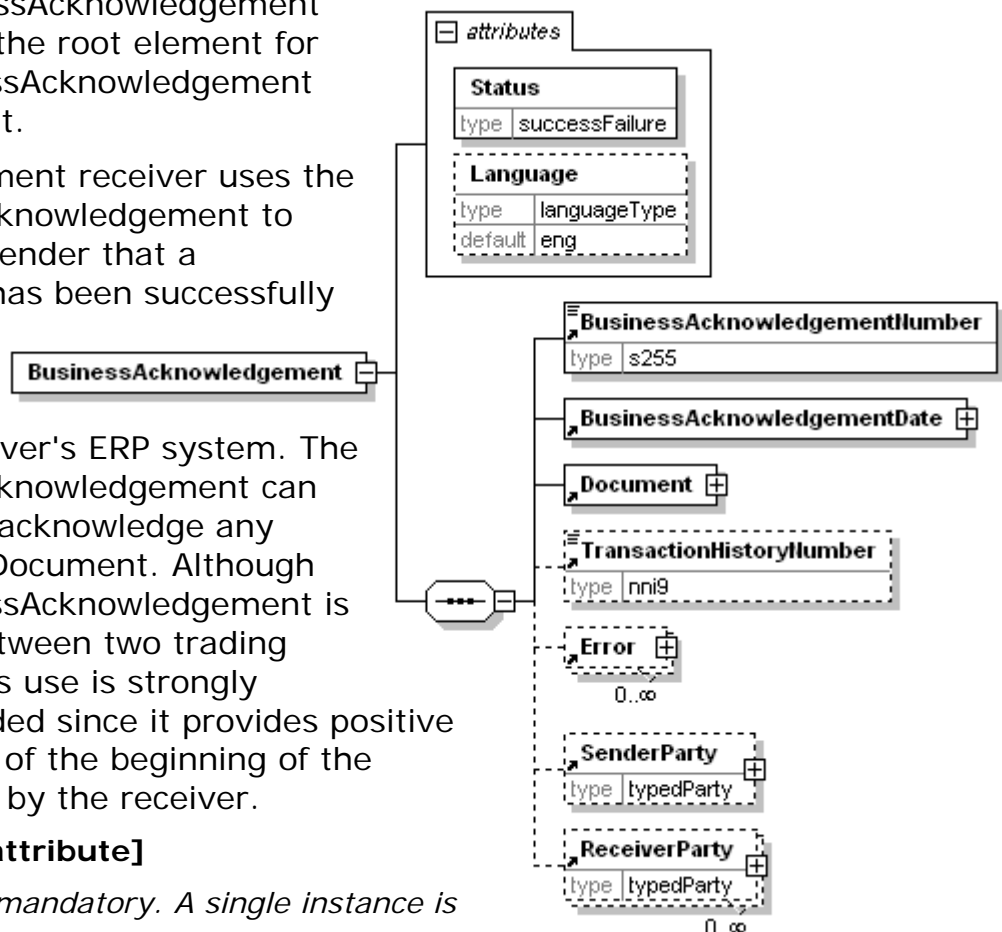 ssAcknowledgement
the root element for
ssAcknowledgement
t.
ment receiver uses the
cknowledgement to
ender that a
has been successfully
ver's ERP system. The
cknowledgement can
acknowledge any
Document. Although
ssAcknowledgement is
tween two trading
s use is strongly
ded since it provides positive
of the beginning of the
by the receiver.
attribute]
mandatory. A single instance is
BusinessAcknowledgement
attributes
Status
type successFailure
Language
type languageType
default eng
BusinessAcknowledgementNumber
type s255
BusinessAcknowledgementDate
Document
TransactionHistoryNumber
type nni9
Error
0..∞
SenderParty
type typedParty
ReceiverParty
type typedParty
0..∞